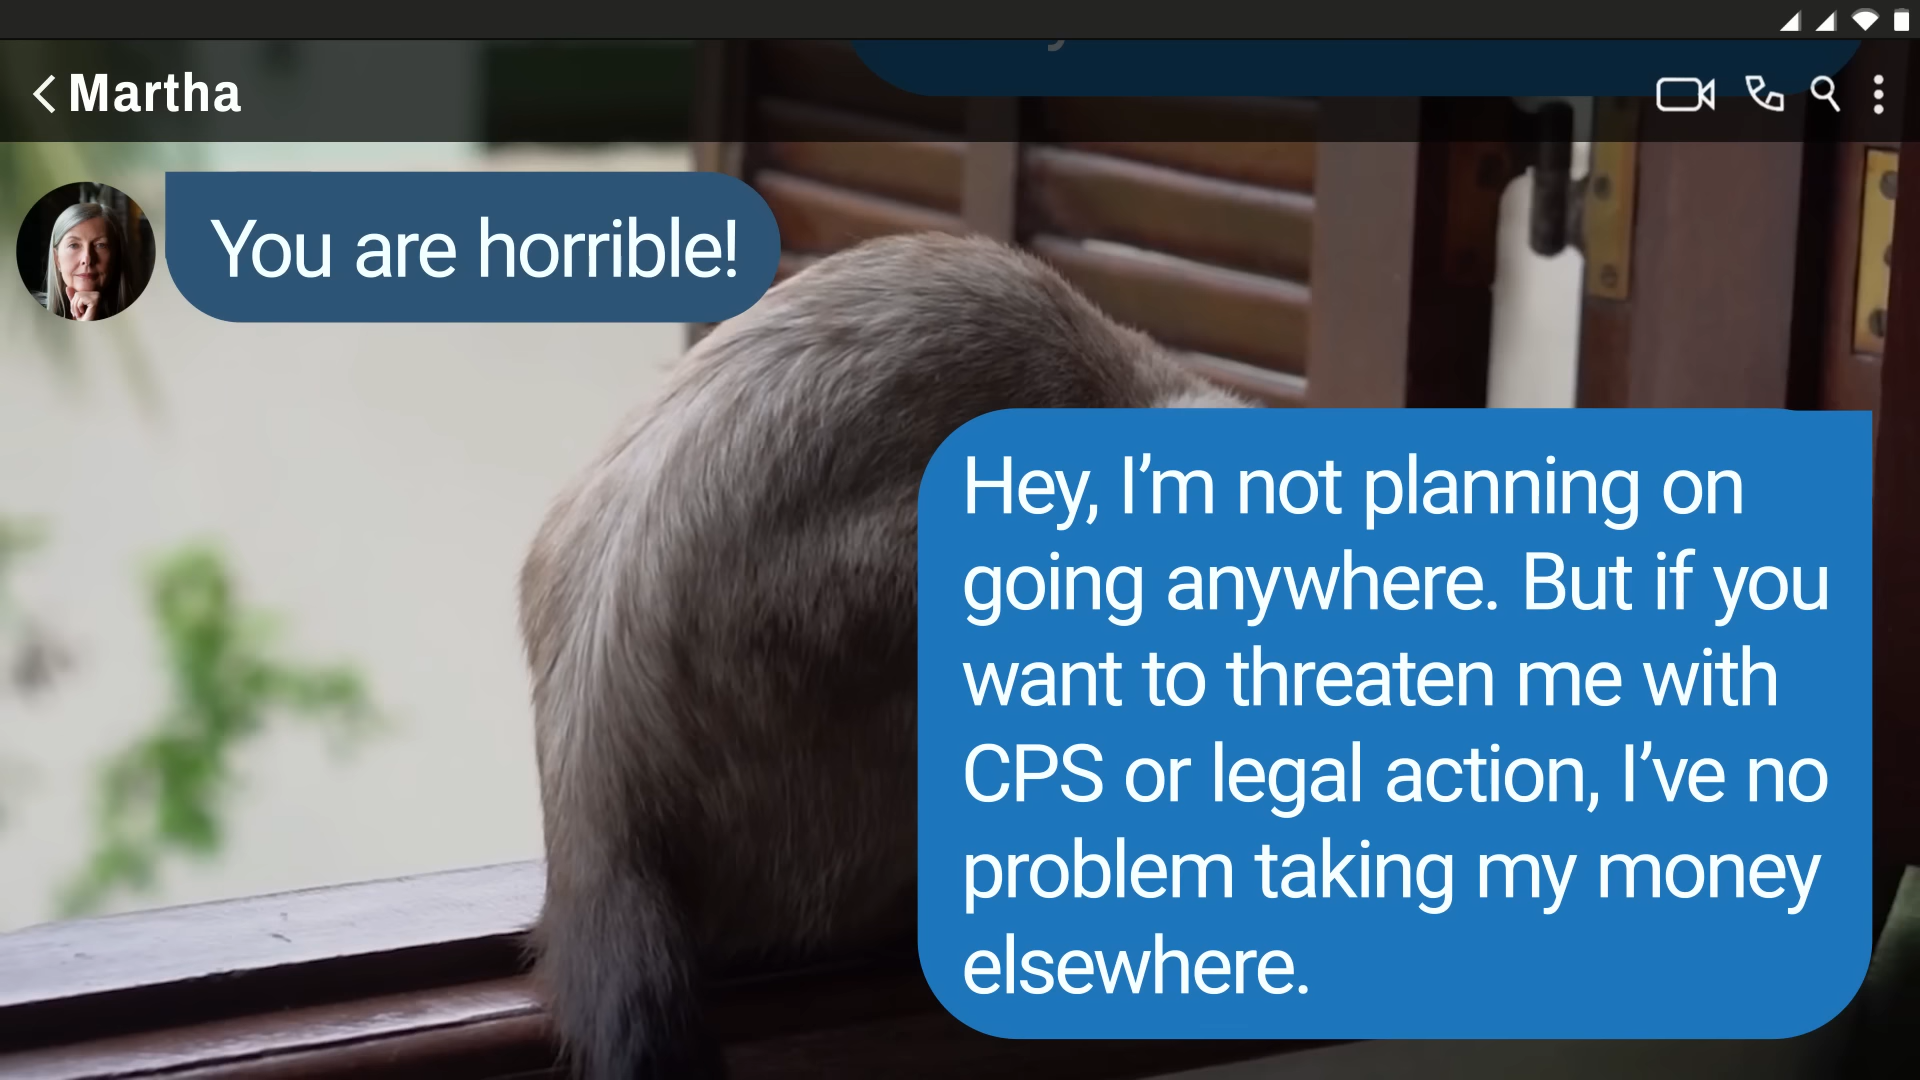 Martha
You are horrible!
Hey, I’m not planning on
going anywhere. But if you
want to threaten me with
CPS or legal action, I’ve no
problem taking my money
elsewhere.